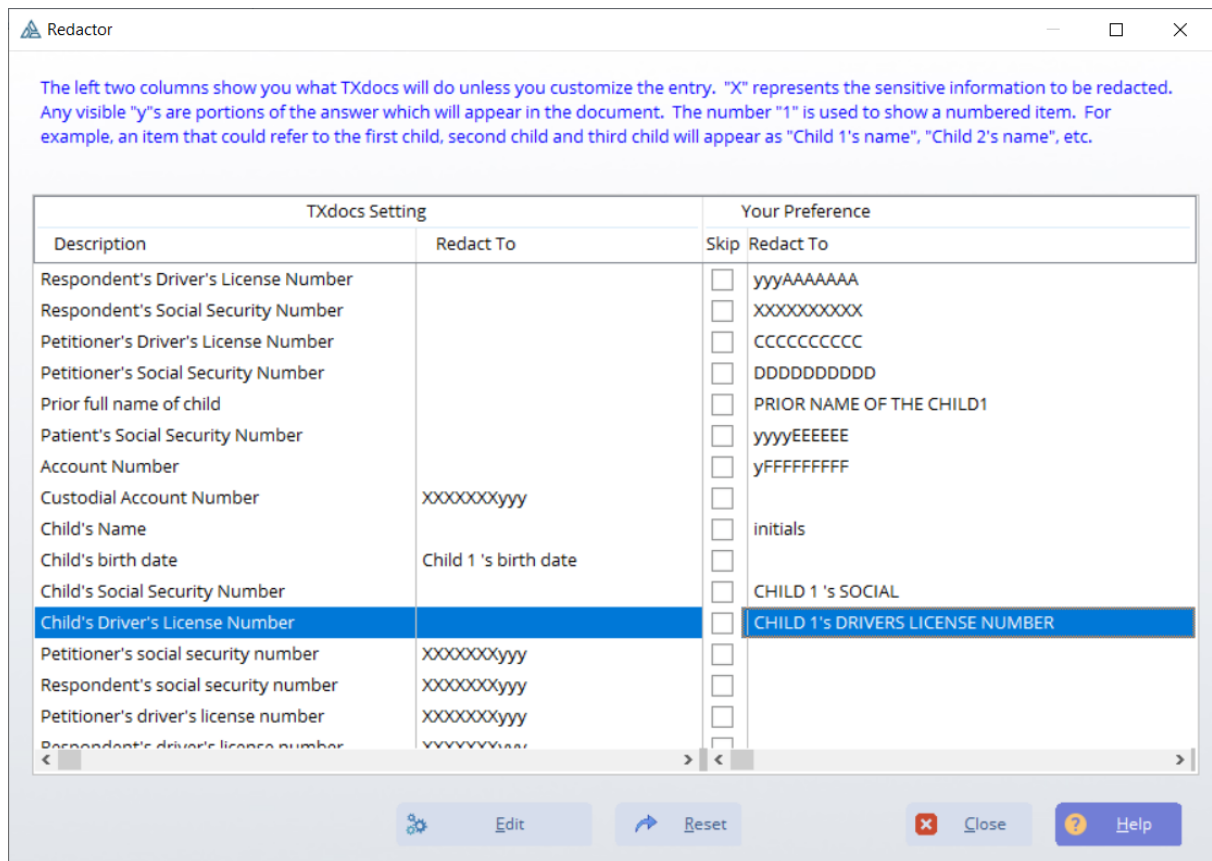 Redactor
The left two columns show you what TXdocs will do unless you customize the entry. "X" represents the sensitive information to be redacted.
Any visible "y"s are portions of the answer which will appear in the document. The number "1" is used to show a numbered item. For
example, an item that could refer to the first child, second child and third child will appear as "Child 1's name", "Child 2's name", etc.
TXdocs Setting Your Preference
Description Redact To Skip Redact To
Respondent's Driver's License Number yyyAAAAAAA
Respondent's Social Security Number XXXXXXXXXX
Petitioner's Driver's License Number CCCCCCCCCC
Petitioner's Social Security Number DDDDDDDDDD
Prior full name of child PRIOR NAME OF THE CHILD1
Patient's Social Security Number yyyyEEEEEE
Account Number yFFFFFFFFF
Custodial Account Number XXXXXXXyyy
Child's Name initials
Child's birth date Child 1 's birth date
Child's Social Security Number CHILD 1 's SOCIAL
Child's Driver's License Number CHILD 1's DRIVERS LICENSE NUMBER
Petitioner's social security number XXXXXXXyyy
Respondent's social security number XXXXXXXyyy
Petitioner's driver's license number XXXXXXXyyy
Respondent's driver's license number XXXXXXXyyy
Edit Reset Close Help